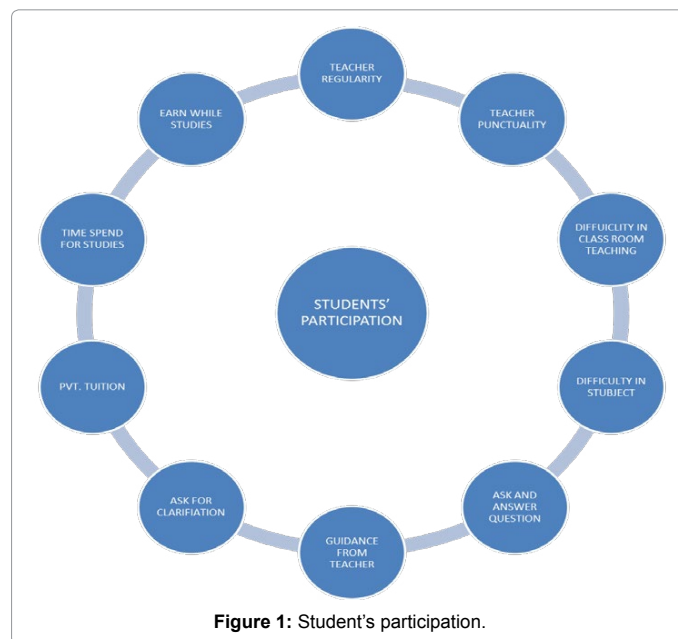 TEACHER
REGULARITY
TEACHER
PUNCTUALITY
DIFFUICLITY IN
CLASS ROOM
TEACHING
DIFFICULTY IN
STUBJECT
ASK AND
ANSWER
QUESTION
GUIDANCE
FROM
TEACHER
ASK FOR
CLARIFIATION
PVT. TUITION
TIME SPEND
FOR STUDIES
EARN WHILE
STUDIES
STUDENTS'
PARTICIPATION
Figure 1: Student's participation.